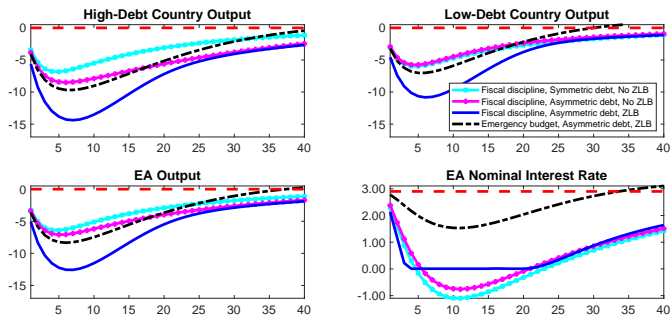 High-Debt Country Output
0
-5
-10
-15
5 10 15 20 25 30 35 40
Low-Debt Country Output
0
-5
-10
-15
Fiscal discipline, Symmetric debt, No ZLB
Fiscal discipline, Asymmetric debt, No ZLB
Fiscal discipline, Asymmetric debt, ZLB
Emergency budget, Asymmetric debt, ZLB
5 10 15 20 25 30 35 40
EA Output
0
-5
-10
-15
5 10 15 20 25 30 35 40
EA Nominal Interest Rate
3.00
2.00
1.00
0.00
-1.00
5 10 15 20 25 30 35 40